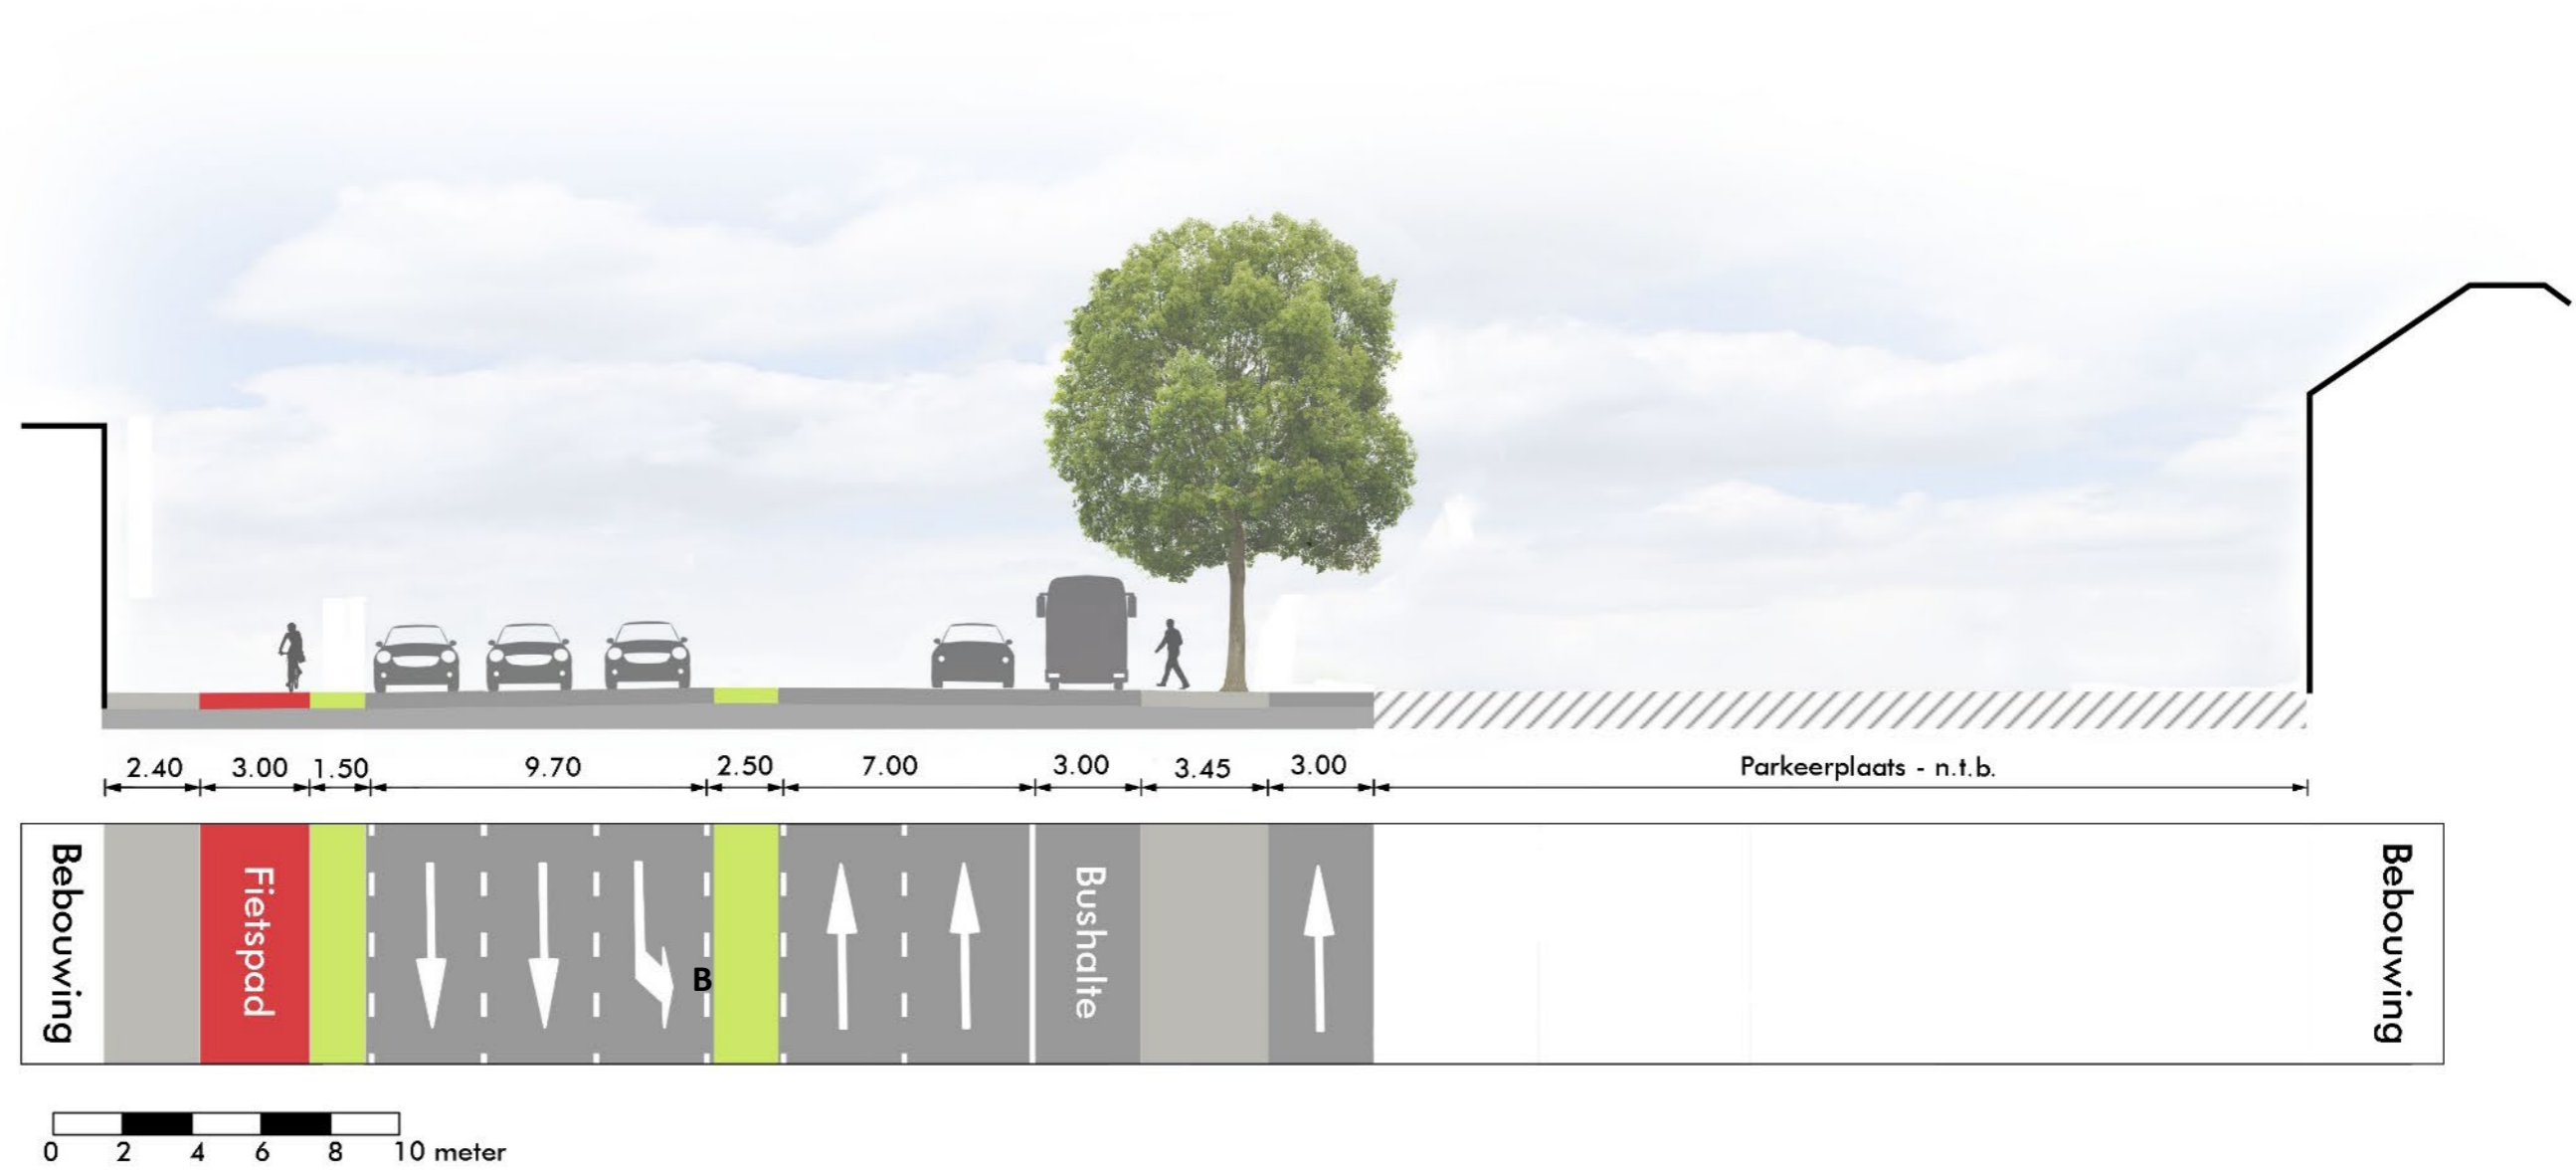 2.40 3.00 1.50 9.70 2.50 7.00 3.00 3.45 3.00 Parkeerplaats - n.t.b.
Bebouwing
Fietspad
B
Bushalte
Bebouwing
0 2 4 6 8 10 meter